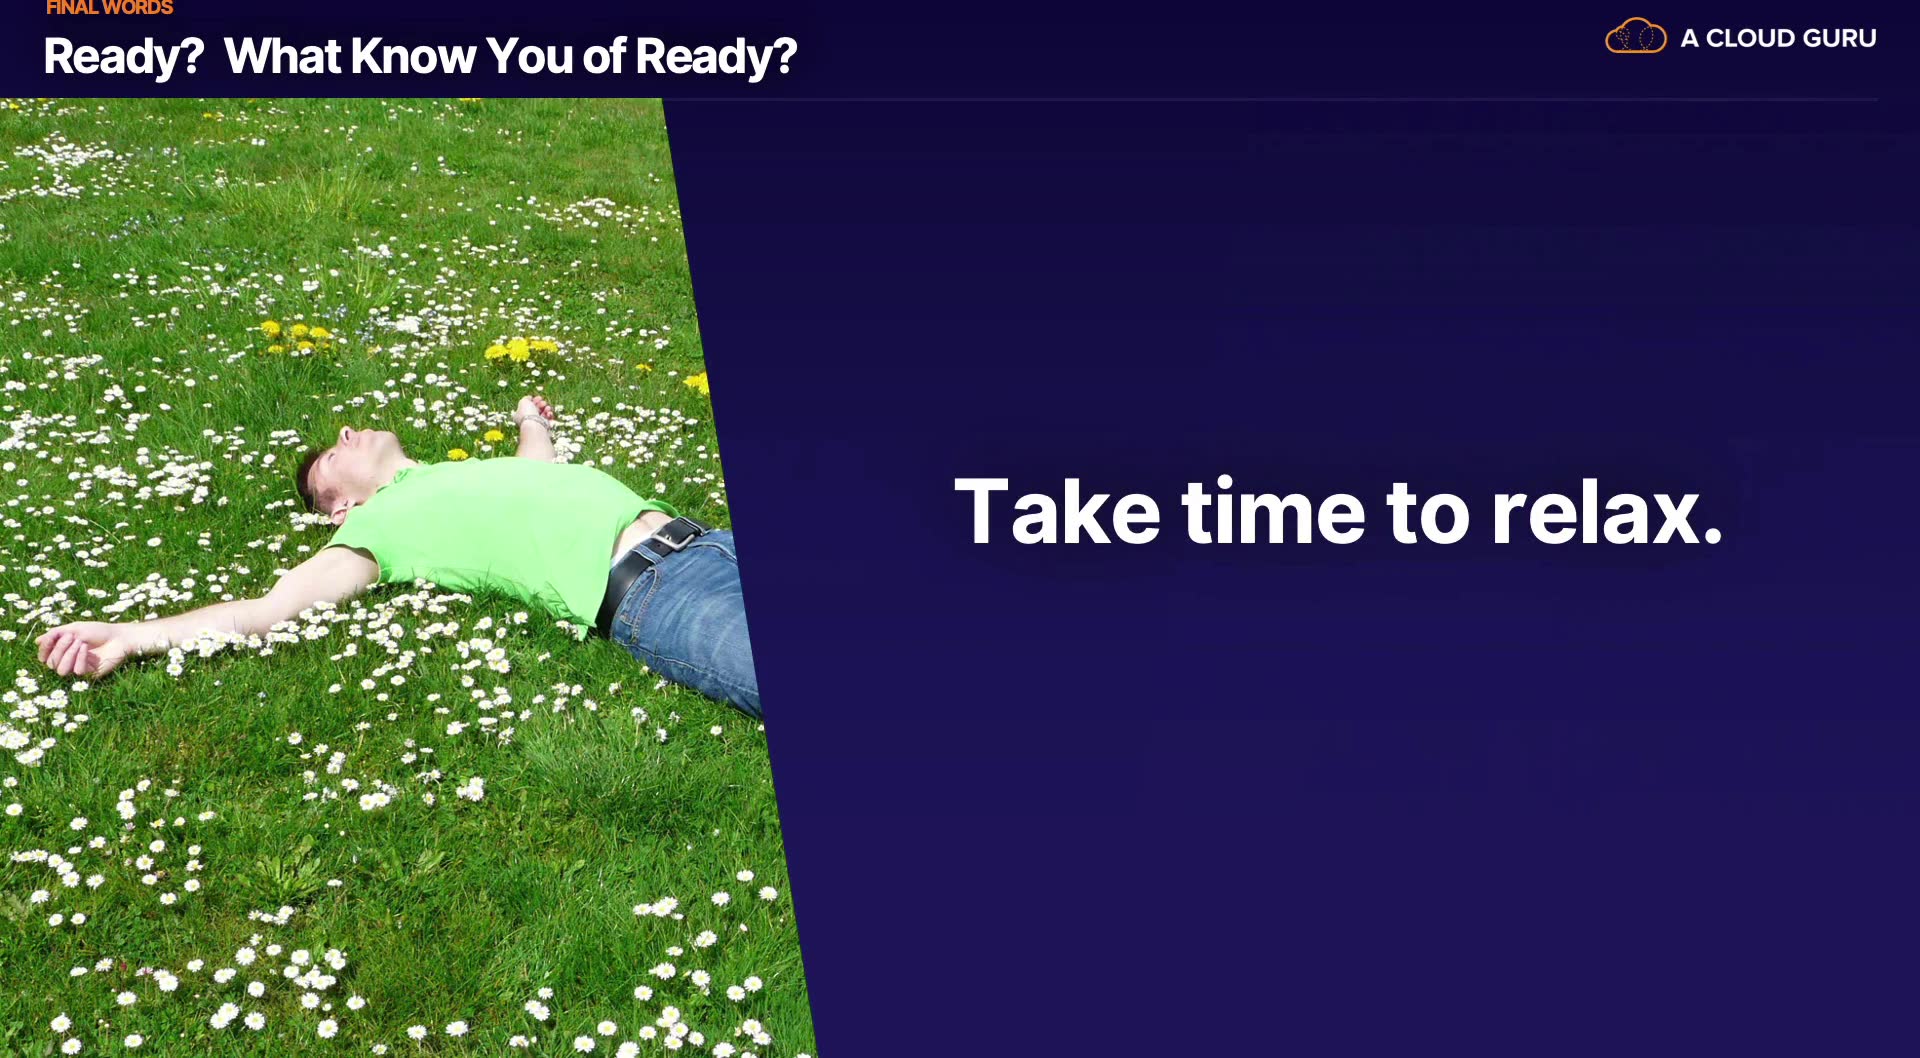 FINAL WORDS
Ready? What Know You of Ready?
A CLOUD GURU
Take time to relax.